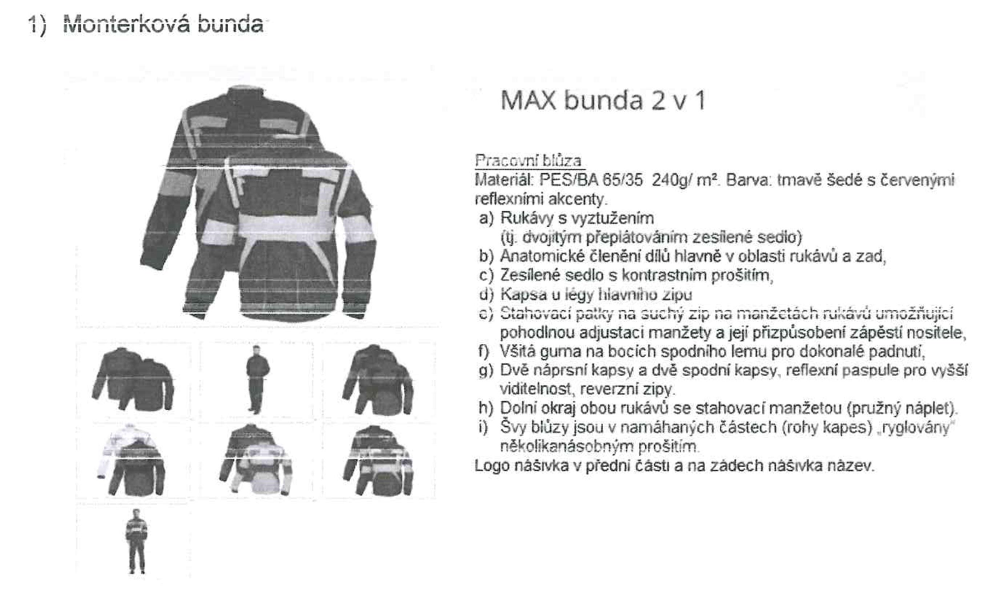 1) Monterková bunda
MAX bunda 2 v 1
Pracovní blůza
Materiál: PES/BA 65/35 240g/ m². Barva: tmavě šedé s červenými
reflexními akcenty.
a) Rukávy s vyztužením
(tj. dvojitým přeplátováním zesílené sedlo)
b) Anatomické členění dílů hlavně v oblasti rukávů a zad,
c) Zesílené sedlo s kontrastním prošitím,
d) Kapsa u légy hlavního zipu
e) Stahovací patky na suchý zip na manžetách rukávů umožňující
pohodlnou adjustaci manžety a její přizpůsobení zápěstí nositele,
f) Všitá guma na bocích spodního lemu pro dokonalé padnutí,
g) Dvě náprsní kapsy a dvě spodní kapsy, reflexní paspule pro vyšší
viditelnost, reverzní zipy.
h) Dolní okraj obou rukávů se stahovací manžetou (pružný náplet).
i) Švy blůzy jsou v namáhaných částech (rohy kapes) „ryglovány"
několikanásobným prošitím.
Logo nášivka v přední části a na zádech nášivka název.